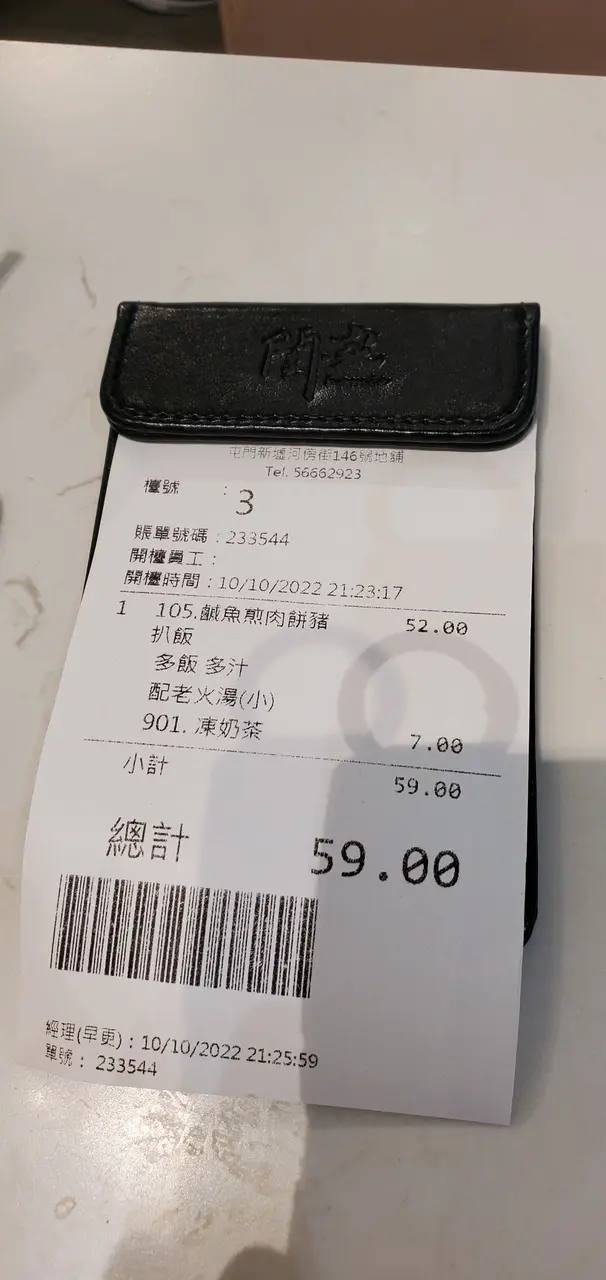 屯門新墟河傍街146號地舖
Tel. 56662923
檯號 : 3
賬單號碼 : 233544
開檯員工 :
開檯時間 : 10/10/2022 21:23:17
1 105.鹹魚煎肉餅豬 52.00
扒飯
多飯 多汁
配老火湯(小)
901. 凍奶茶 7.00
小計 59.00
總計 59.00
經理(早更) : 10/10/2022 21:25:59
單號 : 233544